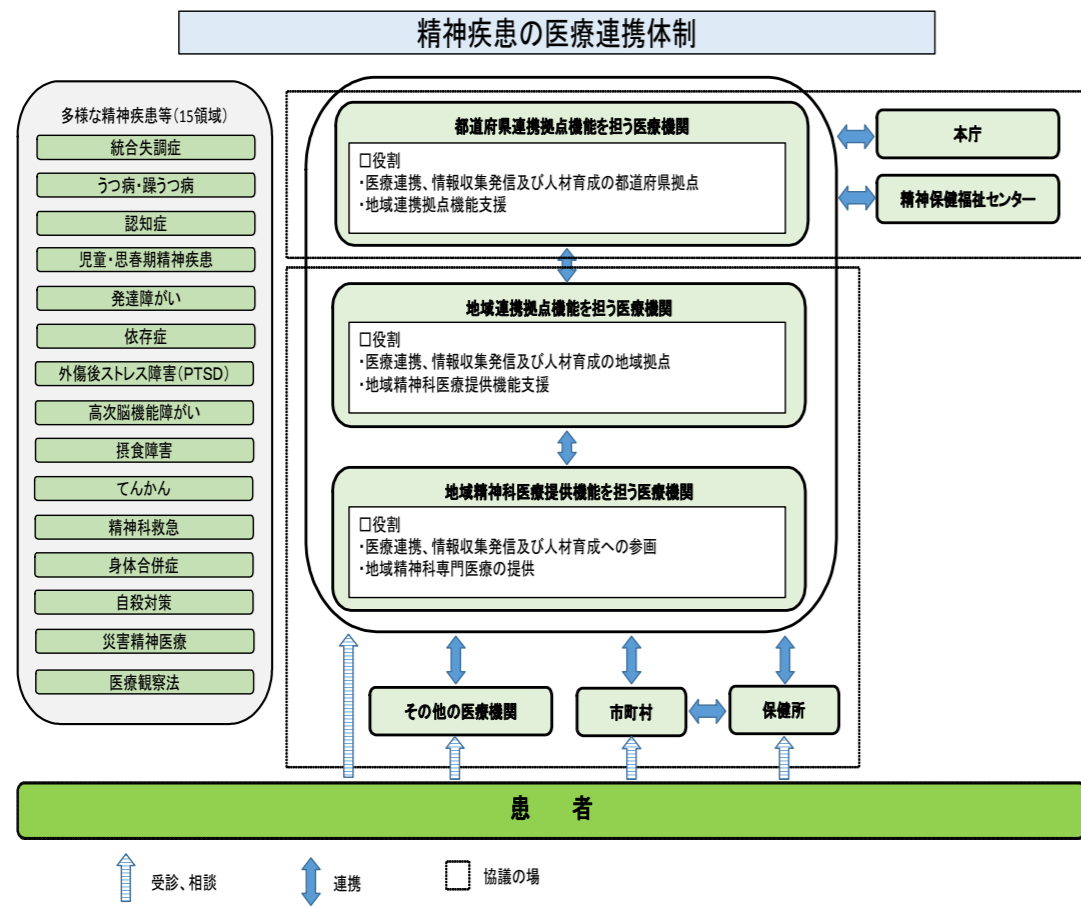 精神疾患の医療連携体制
多様な精神疾患等(15領域)
統合失調症
うつ病・躁うつ病
認知症
児童・思春期精神疾患
発達障がい
依存症
外傷後ストレス障害(PTSD)
高次脳機能障がい
摂食障害
てんかん
精神科救急
身体合併症
自殺対策
災害精神医療
医療観察法
都道府県連携拠点機能を担う医療機関
□役割
・医療連携、情報収集発信及び人材育成の都道府県拠点
・地域連携拠点機能支援
本庁
精神保健福祉センター
地域連携拠点機能を担う医療機関
□役割
・医療連携、情報収集発信及び人材育成の地域拠点
・地域精神科医療提供機能支援
地域精神科医療提供機能を担う医療機関
□役割
・医療連携、情報収集発信及び人材育成への参画
・地域精神科専門医療の提供
その他の医療機関
市町村
保健所
患　者
受診、相談
連携
協議の場